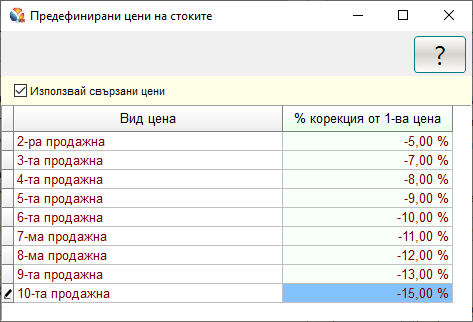 Предефинирани цени на стоките
?
Използвай свързани цени
Вид цена % корекция от 1-ва цена
2-ра продажна -5,00 %
3-та продажна -7,00 %
4-та продажна -8,00 %
5-та продажна -9,00 %
6-та продажна -10,00 %
7-ма продажна -11,00 %
8-ма продажна -12,00 %
9-та продажна -13,00 %
10-та продажна -15,00 %